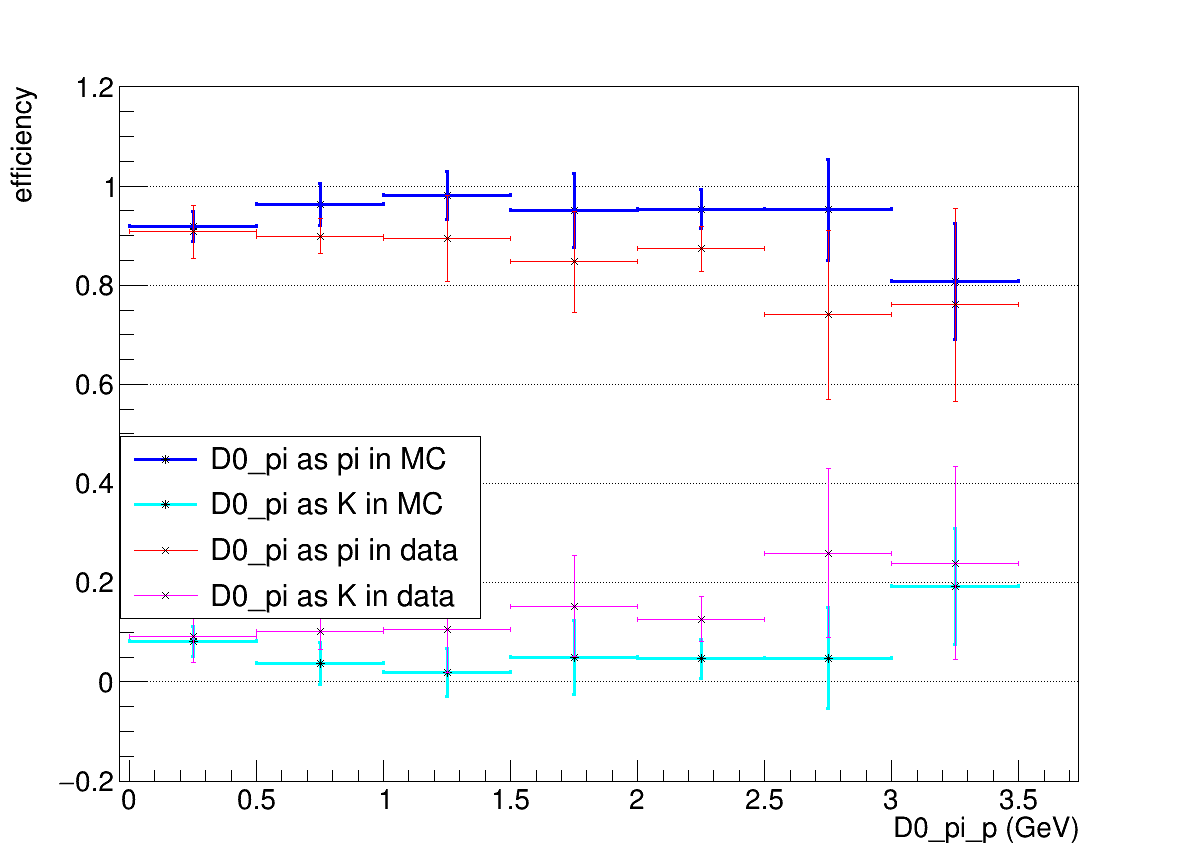 efficiency
1.2
1
0.8
0.6
0.4
0.2
0
−0.2
D0_pi as pi in MC
D0_pi as K in MC
D0_pi as pi in data
D0_pi as K in data
0 0.5 1 1.5 2 2.5 3 3.5
D0_pi_p (GeV)